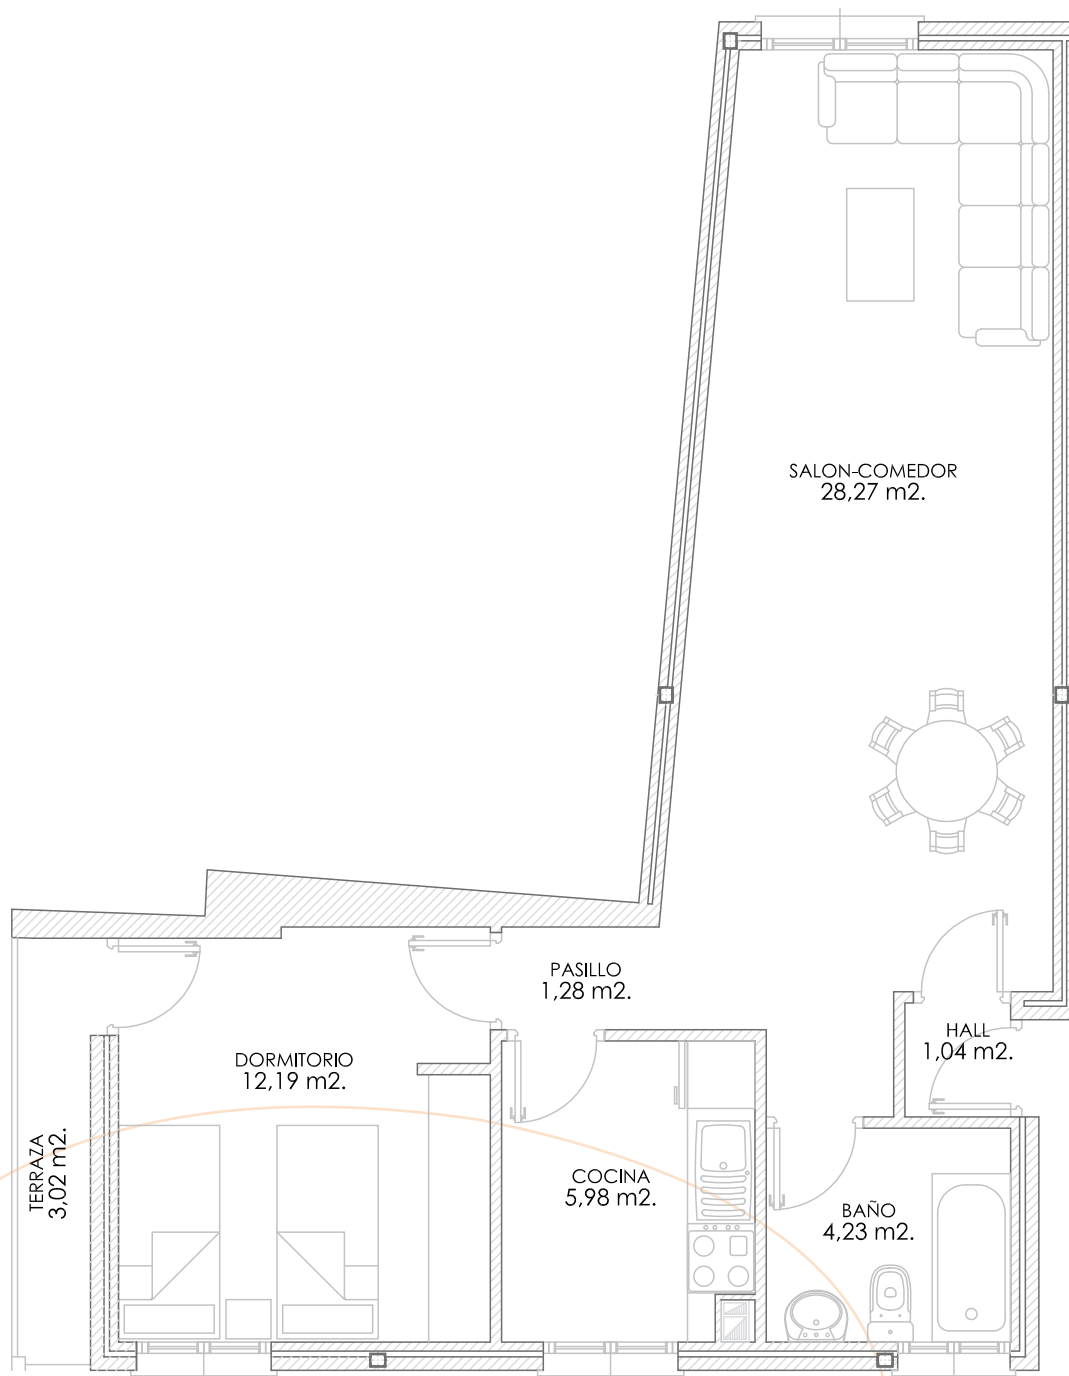 SALON-COMEDOR
28,27 m2.
PASILLO
1,28 m2.
HALL
1,04 m2.
DORMITORIO
12,19 m2.
TERRAZA
3,02 m2.
COCINA
5,98 m2.
BAÑO
4,23 m2.